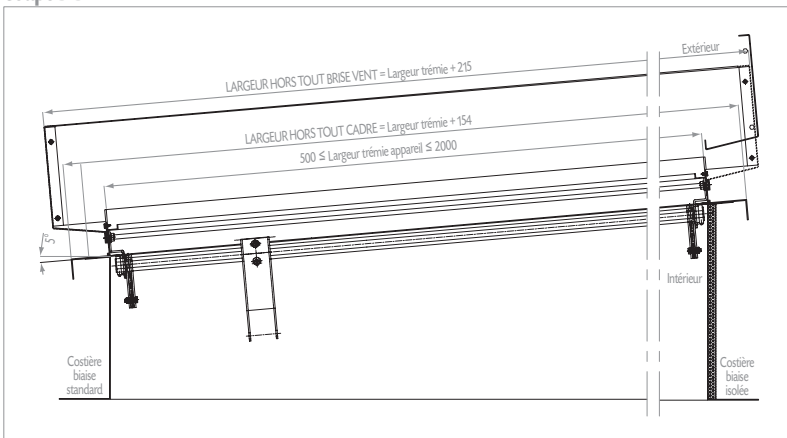 Extérieur
LARGEUR HORS TOUT BRISE VENT = Largeur trémie + 215
LARGEUR HORS TOUT CADRE = Largeur trémie + 154
500 ≤ Largeur trémie appareil ≤ 2000
5°
Intérieur
Costière
biaise
standard
Costière
biaise
isolée